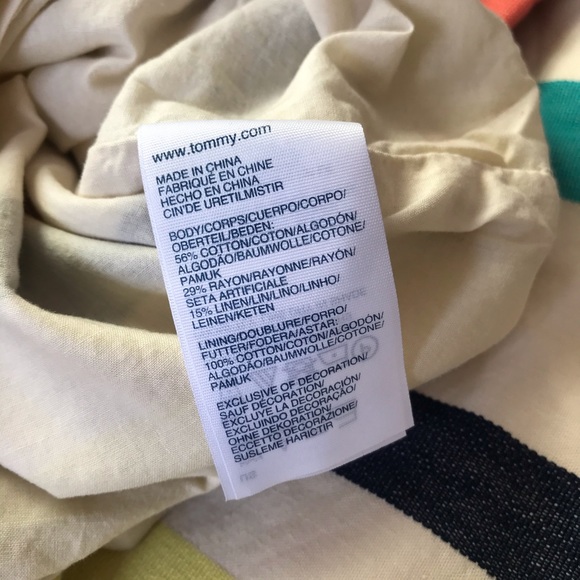 www.tommy.com
MADE IN CHINA
FABRIQUÉ EN CHINE
HECHO EN CHINA
CIN'DE URETILMISTIR
BODY/CORPS/CUERPO/CORPO/
OBERTEIL/BEDEN:
56% COTTON/COTON/ALGODÓN/
ALGODÃO/BAUMWOLLE/COTONE/
PAMUK
29% RAYON/RAYONNE/RAYÓN/
SETA ARTIFICIALE
15% LINEN/LIN/LINO/LINHO/
LEINEN/KETEN
LINING/DOUBLURE/FORRO/
FUTTER/FODERA/ASTAR:
100% COTTON/COTON/ALGODÓN/
ALGODÃO/BAUMWOLLE/COTONE/
PAMUK
EXCLUSIVE OF DECORATION/
SAUF DÉCORATION/
EXCLUYE LA DECORACIÓN/
EXCLUINDO DECORAÇÃO/
OHNE DEKORATION/
ECCETTO DECORAZIONE/
SUSLEME HARICTIR